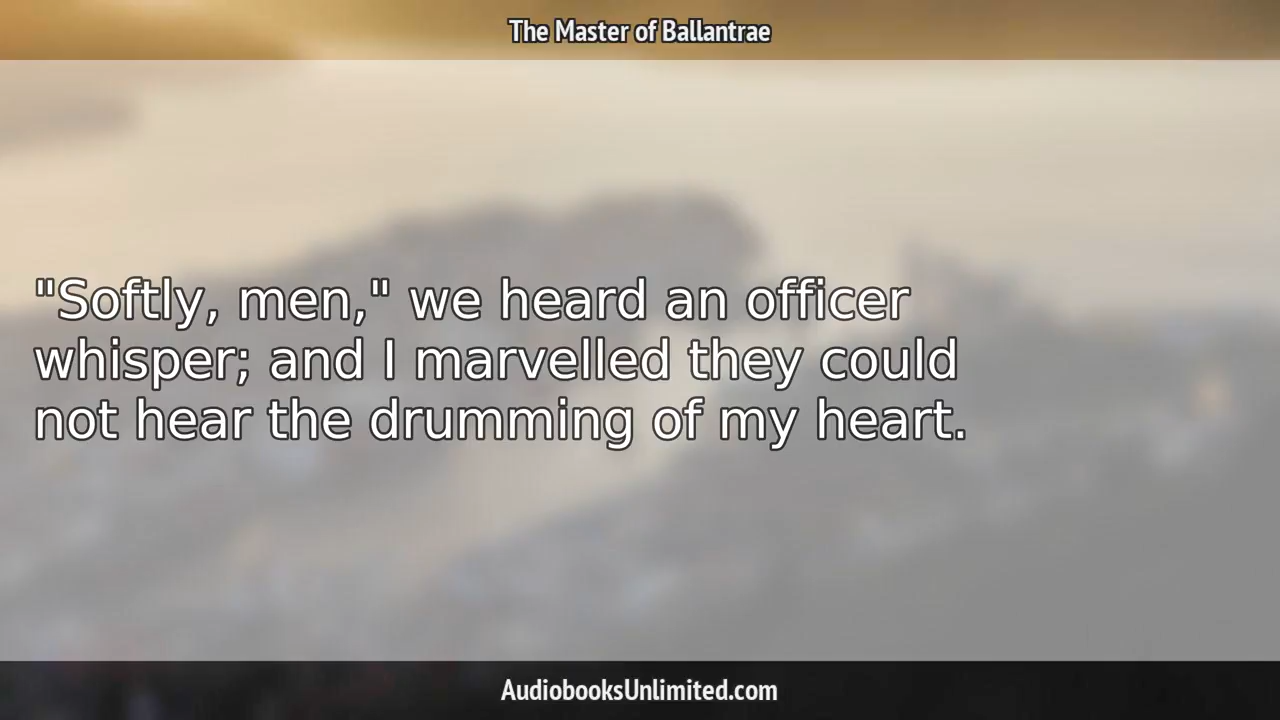 The Master of Ballantrae
"Softly, men," we heard an officer
whisper; and I marvelled they could
not hear the drumming of my heart.
AudiobooksUnlimited.com